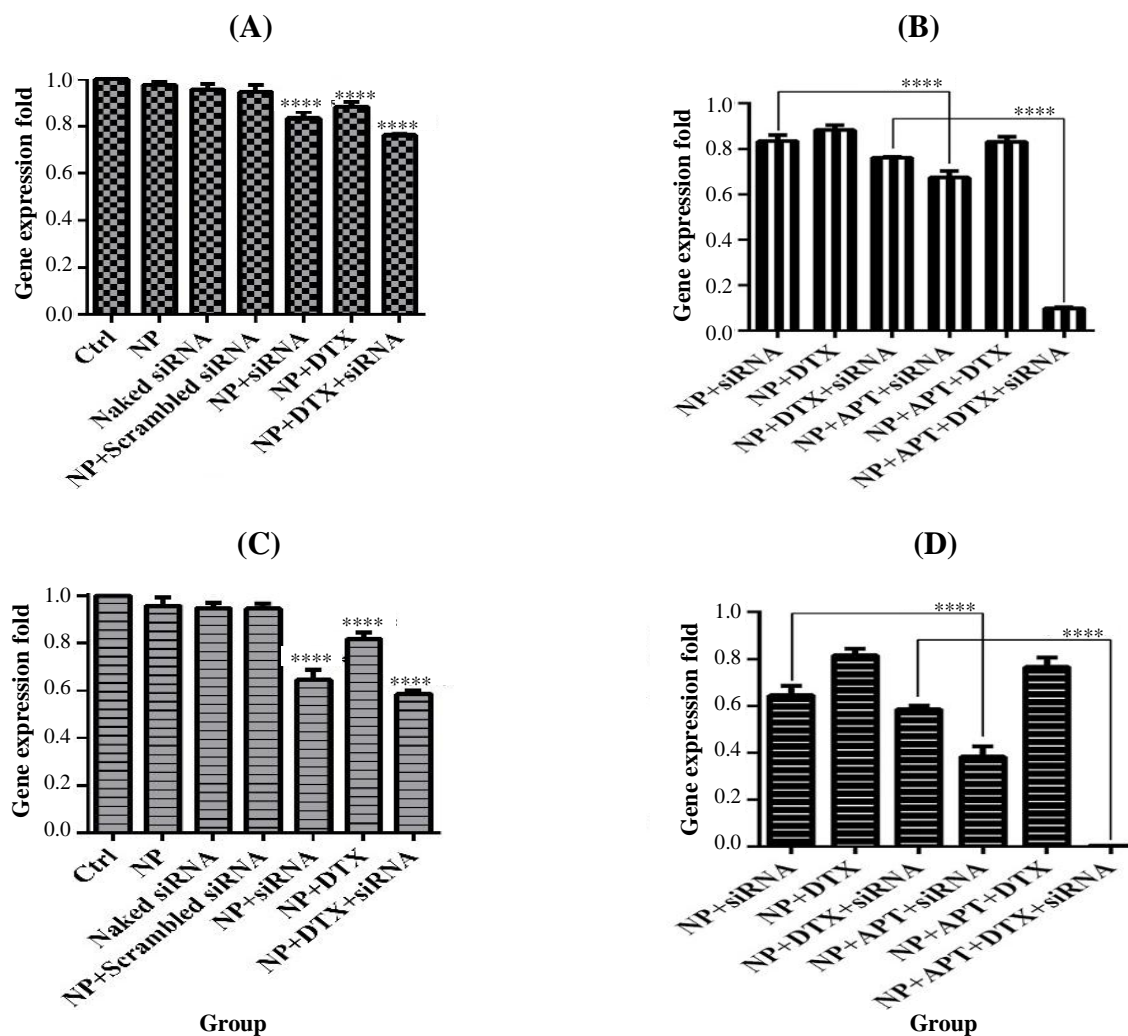 (A)
Gene expression fold
1.0
0.8
0.6
0.4
0.2
0.0
****
****
****
Ctrl
NP
Naked siRNA
NP+Scrambled siRNA
NP+siRNA
NP+DTX
NP+DTX+siRNA
(B)
Gene expression fold
1.0
0.8
0.6
0.4
0.2
0.0
****
****
NP+siRNA
NP+DTX
NP+DTX+siRNA
NP+APT+siRNA
NP+APT+DTX
NP+APT+DTX+siRNA
(C)
Gene expression fold
1.0
0.8
0.6
0.4
0.2
0.0
****
****
****
Ctrl
NP
Naked siRNA
NP+Scrambled siRNA
NP+siRNA
NP+DTX
NP+DTX+siRNA
Group
(D)
Gene expression fold
1.0
0.8
0.6
0.4
0.2
0.0
****
****
NP+siRNA
NP+DTX
NP+DTX+siRNA
NP+APT+siRNA
NP+APT+DTX
NP+APT+DTX+siRNA
Group